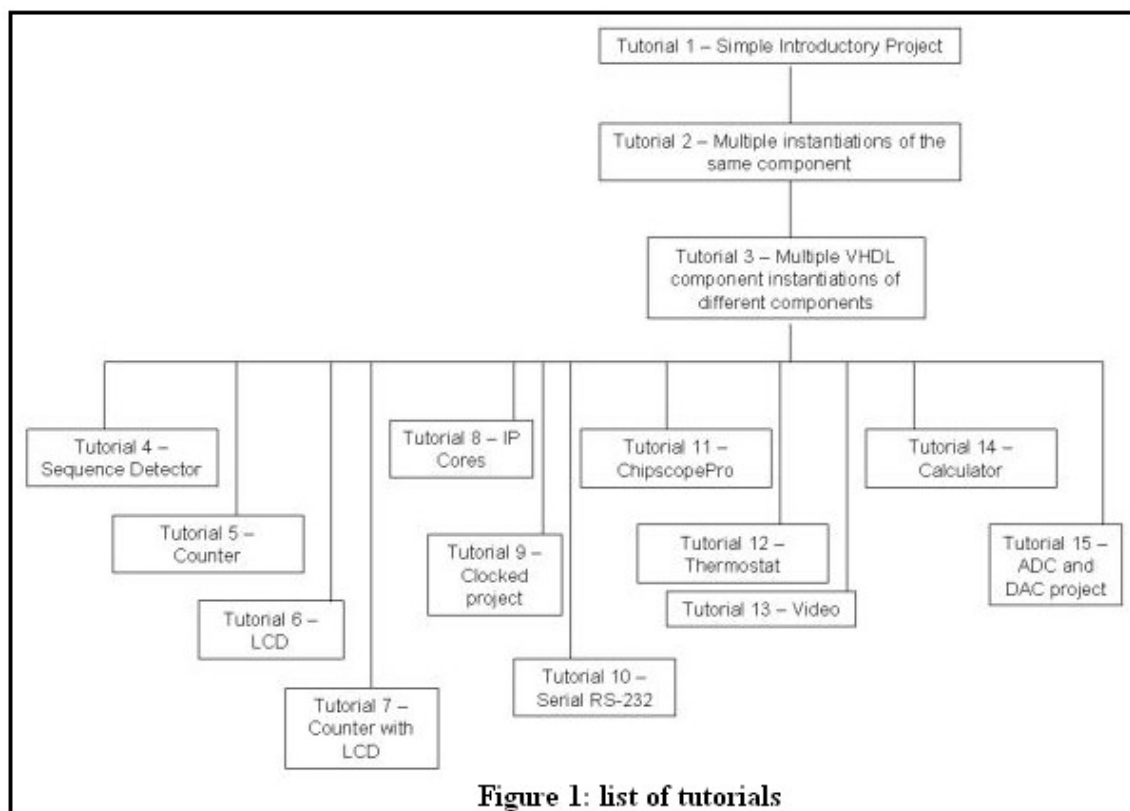 Tutorial 1 – Simple Introductory Project
Tutorial 2 – Multiple instantiations of the
same component
Tutorial 3 – Multiple VHDL
component instantiations of
different components
Tutorial 4 –
Sequence Detector
Tutorial 5 –
Counter
Tutorial 6 –
LCD
Tutorial 7 –
Counter with
LCD
Tutorial 8 – IP
Cores
Tutorial 9 –
Clocked
project
Tutorial 10 –
Serial RS-232
Tutorial 11 –
ChipscopePro
Tutorial 12 –
Thermostat
Tutorial 13 – Video
Tutorial 14 –
Calculator
Tutorial 15 –
ADC and
DAC project
Figure 1: list of tutorials